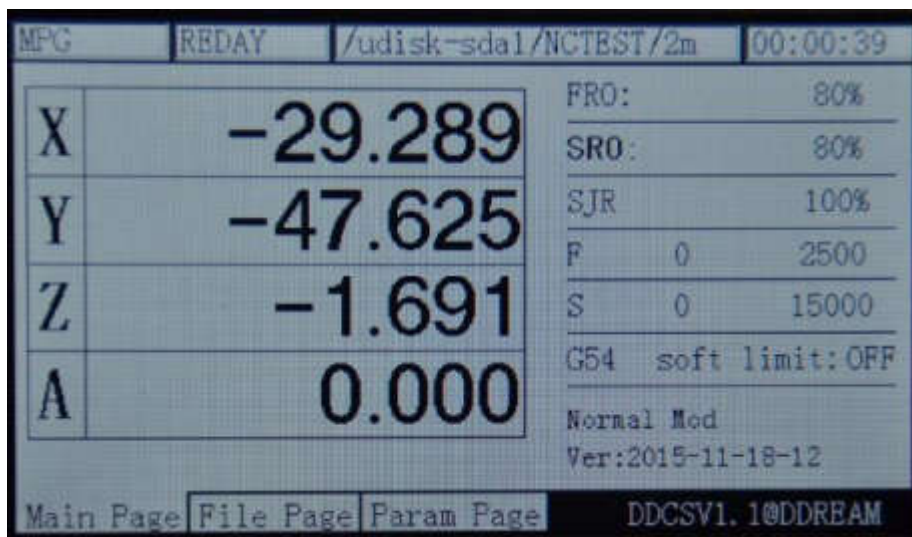 MPG REDAY /udisk-sda1/NCTEST/2m 00:00:39
X -29.289
Y -47.625
Z -1.691
A 0.000
FRO: 80%
SRO: 80%
SJR 100%
F 0 2500
S 0 15000
G54 soft limit:OFF
Normal Mod
Ver:2015-11-18-12
Main Page File Page Param Page DDCSV1.1@DDREAM